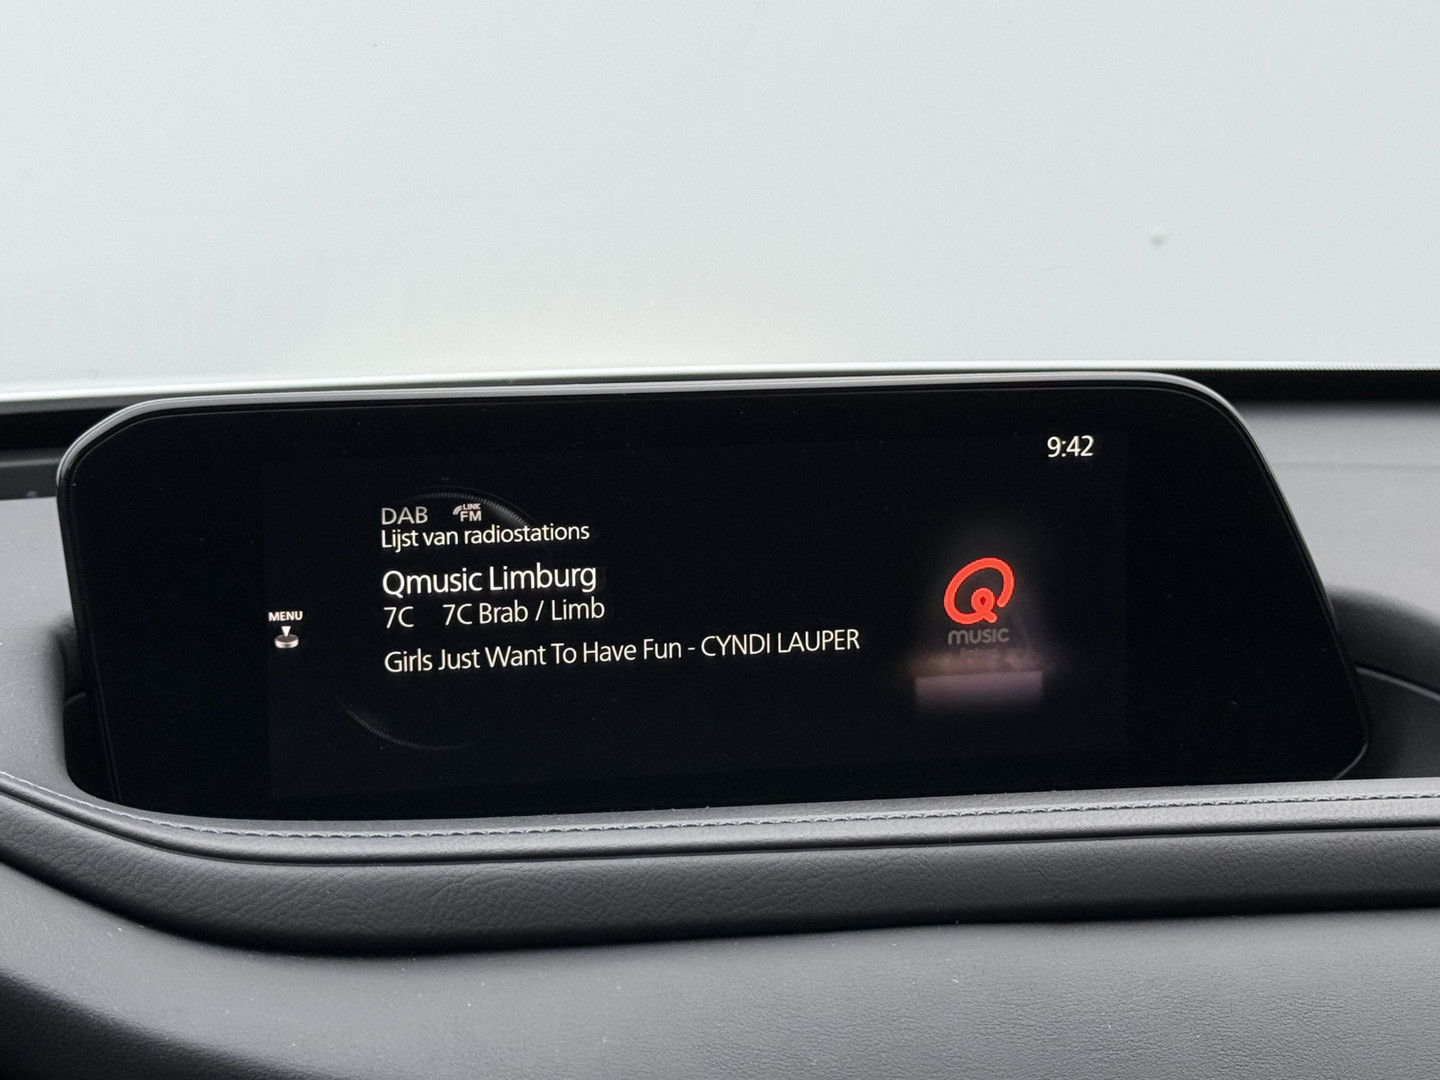 9:42
DAB LINK FM
Lijst van radiostations
Qmusic Limburg
7C 7C Brab / Limb
MENU
Girls Just Want To Have Fun - CYNDI LAUPER
Q
music